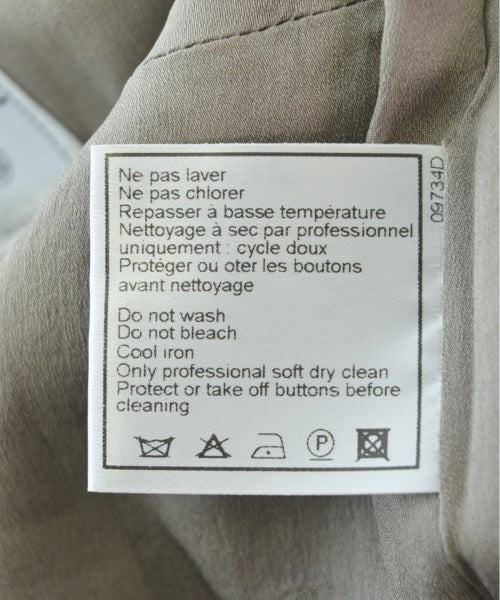 Ne pas laver
Ne pas chlorer
Repasser à basse température
Nettoyage à sec par professionnel
uniquement : cycle doux
Protéger ou oter les boutons
avant nettoyage
Do not wash
Do not bleach
Cool iron
Only professional soft dry clean
Protect or take off buttons before
cleaning
P
09734D